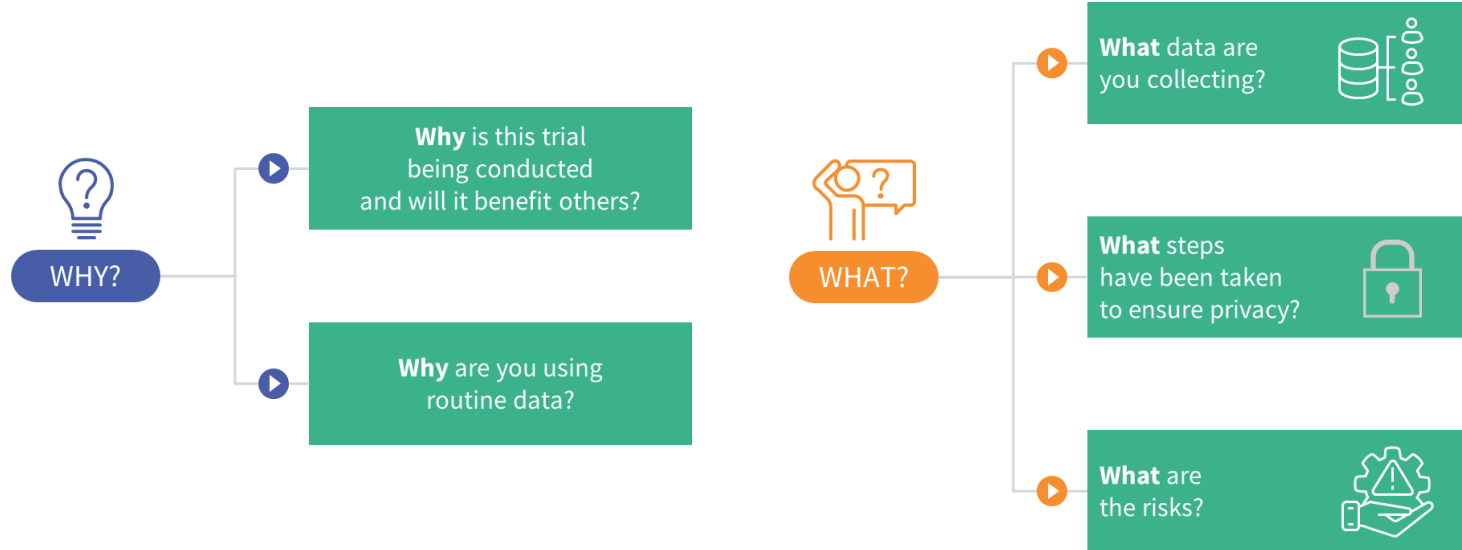 WHY?
Why is this trial
being conducted
and will it benefit others?
Why are you using
routine data?
WHAT?
What data are
you collecting?
What steps
have been taken
to ensure privacy?
What are
the risks?